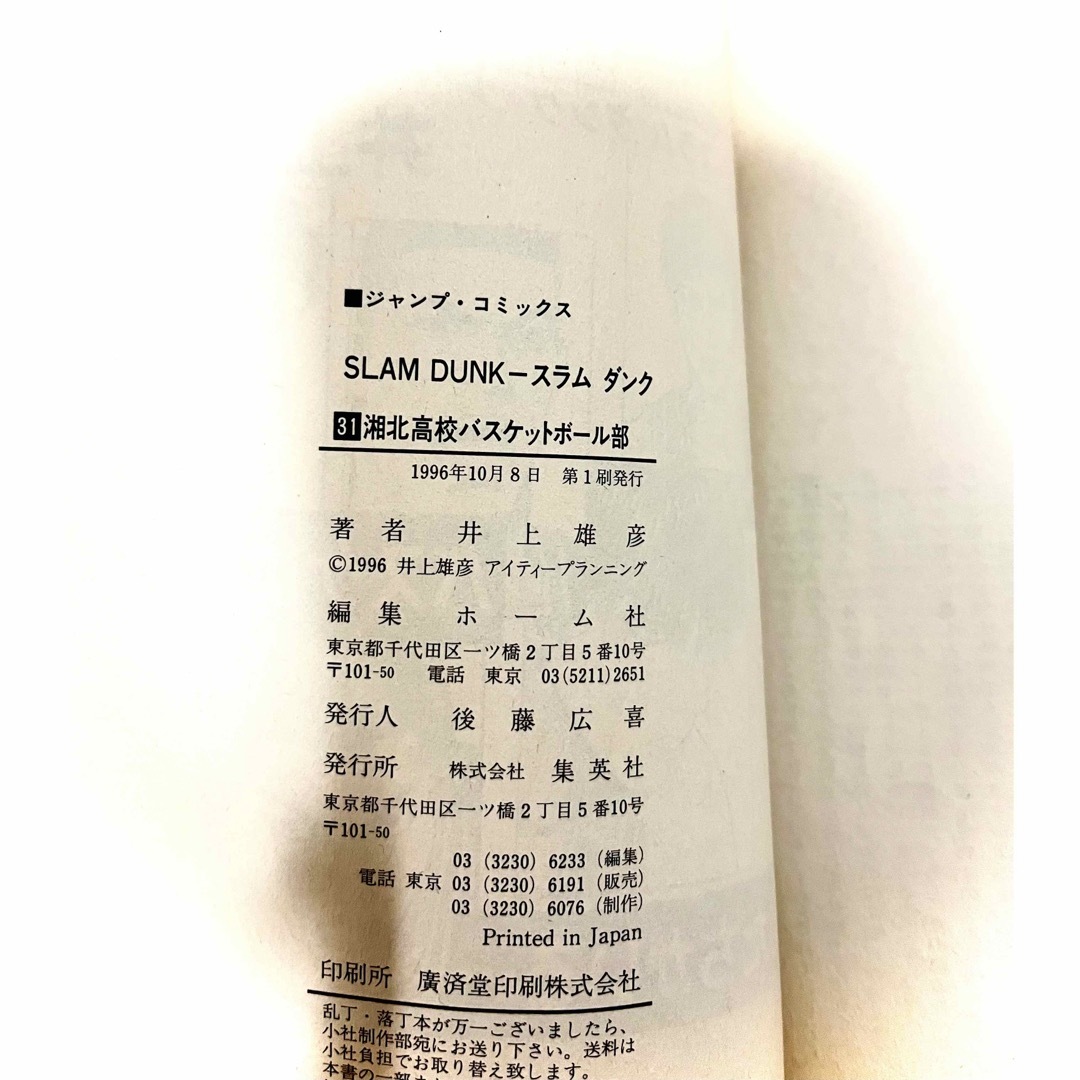 ■ジャンプ・コミックス
SLAM DUNK－スラム ダンク
31 湘北高校バスケットボール部
1996年10月8日 第1刷発行
著者 井上雄彦
©1996 井上雄彦 アイティープランニング
編集 ホーム社
東京都千代田区一ツ橋2丁目5番10号
〒101-50 電話 東京 03(5211)2651
発行人 後藤広喜
発行所 株式会社 集英社
東京都千代田区一ツ橋2丁目5番10号
〒101-50
03 (3230) 6233 (編集)
電話 東京 03 (3230) 6191 (販売)
03 (3230) 6076 (制作)
Printed in Japan
印刷所 廣済堂印刷株式会社
乱丁・落丁本が万一ございましたら、
小社制作部宛にお送り下さい。送料は
小社負担でお取り替え致します。
本書の一部